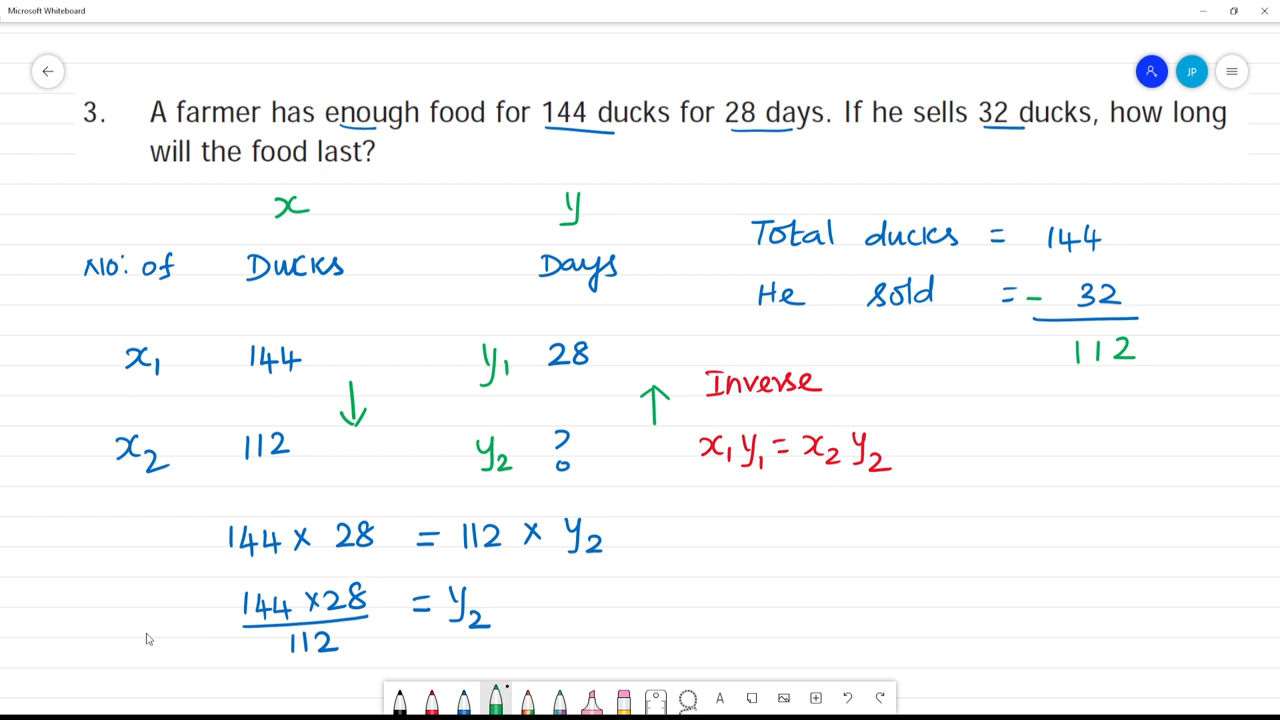 Microsoft Whiteboard
JP
3. A farmer has enough food for 144 ducks for 28 days. If he sells 32 ducks, how long
will the food last?
x y
No: of Ducks Days
Total ducks = 144
He sold = - 32
112
x₁ 144 y₁ 28
Inverse
x₂ 112 y₂ ?
x₁y₁ = x₂ y₂
144 × 28 = 112 × y₂
144 × 28 = y₂
112
A